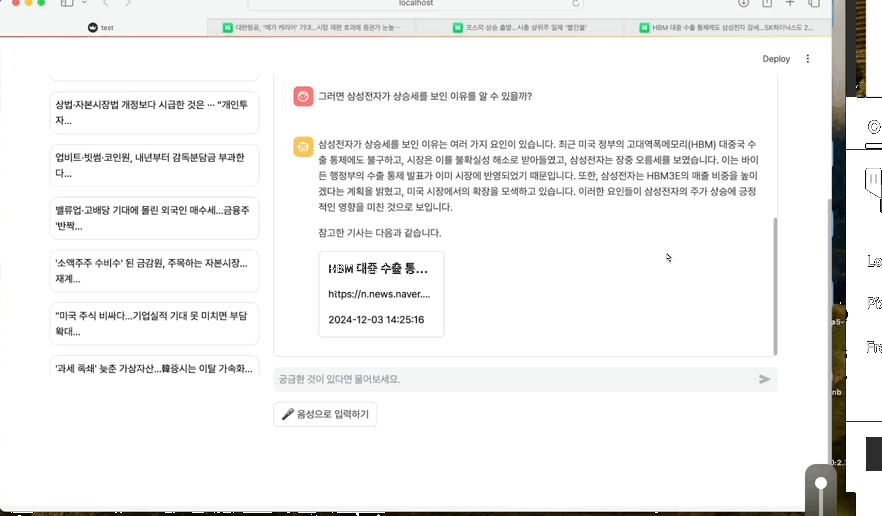 localhost
test
대한항공, '메가 캐리어' 기대…시장 재편 효과에 증권가 눈높…
코스피 상승 출발…시총 상위주 일제 '빨간불'
HBM 대중 수출 통제에도 삼성전자 강세…SK하이닉스도 2…
Deploy
상법·자본시장법 개정보다 시급한 것은 … "개인투
자...
업비트·빗썸·코인원, 내년부터 감독분담금 부과한
다...
밸류업·고배당 기대에 몰린 외국인 매수세...금융주
'반짝...
'소액주주 수비수' 된 금감원, 주목하는 자본시장...
재계...
"미국 주식 비싸다...기업실적 기대 못 미치면 부담
확대...
'과세 족쇄' 늦춘 가상자산...韓증시는 이탈 가속화...
그러면 삼성전자가 상승세를 보인 이유를 알 수 있을까?
삼성전자가 상승세를 보인 이유는 여러 가지 요인이 있습니다. 최근 미국 정부의 고대역폭메모리(HBM) 대중국 수
출 통제에도 불구하고, 시장은 이를 불확실성 해소로 받아들였고, 삼성전자는 장중 오름세를 보였습니다. 이는 바이
든 행정부의 수출 통제 발표가 이미 시장에 반영되었기 때문입니다. 또한, 삼성전자는 HBM3E의 매출 비중을 높이
겠다는 계획을 밝혔고, 미국 시장에서의 확장을 모색하고 있습니다. 이러한 요인들이 삼성전자의 주가 상승에 긍정
적인 영향을 미친 것으로 보입니다.
참고한 기사는 다음과 같습니다.
HBM 대중 수출 통...
https://n.news.naver....
2024-12-03 14:25:16
궁금한 것이 있다면 물어보세요.
🎤 음성으로 입력하기